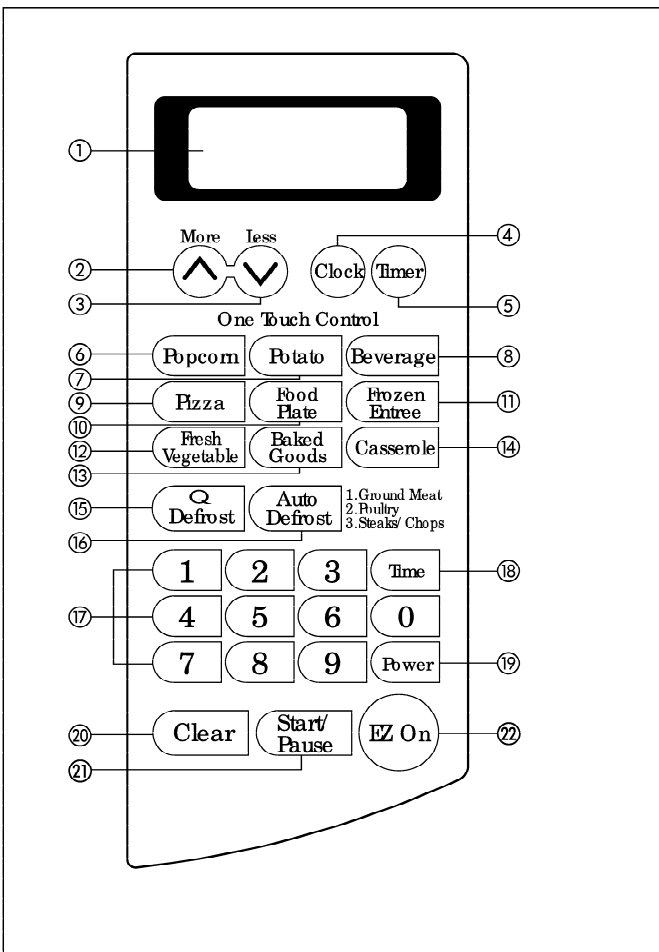 ①
More Less
② ④
Clock Timer
③ ⑤
One Touch Control
⑥ Popcorn Potato Beverage ⑧
⑦
⑨ Pizza Food Plate Frozen Entree ⑪
⑩
⑫ Fresh Vegetable Baked Goods Casserole ⑭
⑬
⑮ Q Defrost Auto Defrost
1.Ground Meat
2.Poultry
3.Steaks/ Chops
⑯
1 2 3 Time ⑱
⑰ 4 5 6 0
7 8 9 Power ⑲
⑳ Clear Start/ Pause EZ On ㉒
㉑